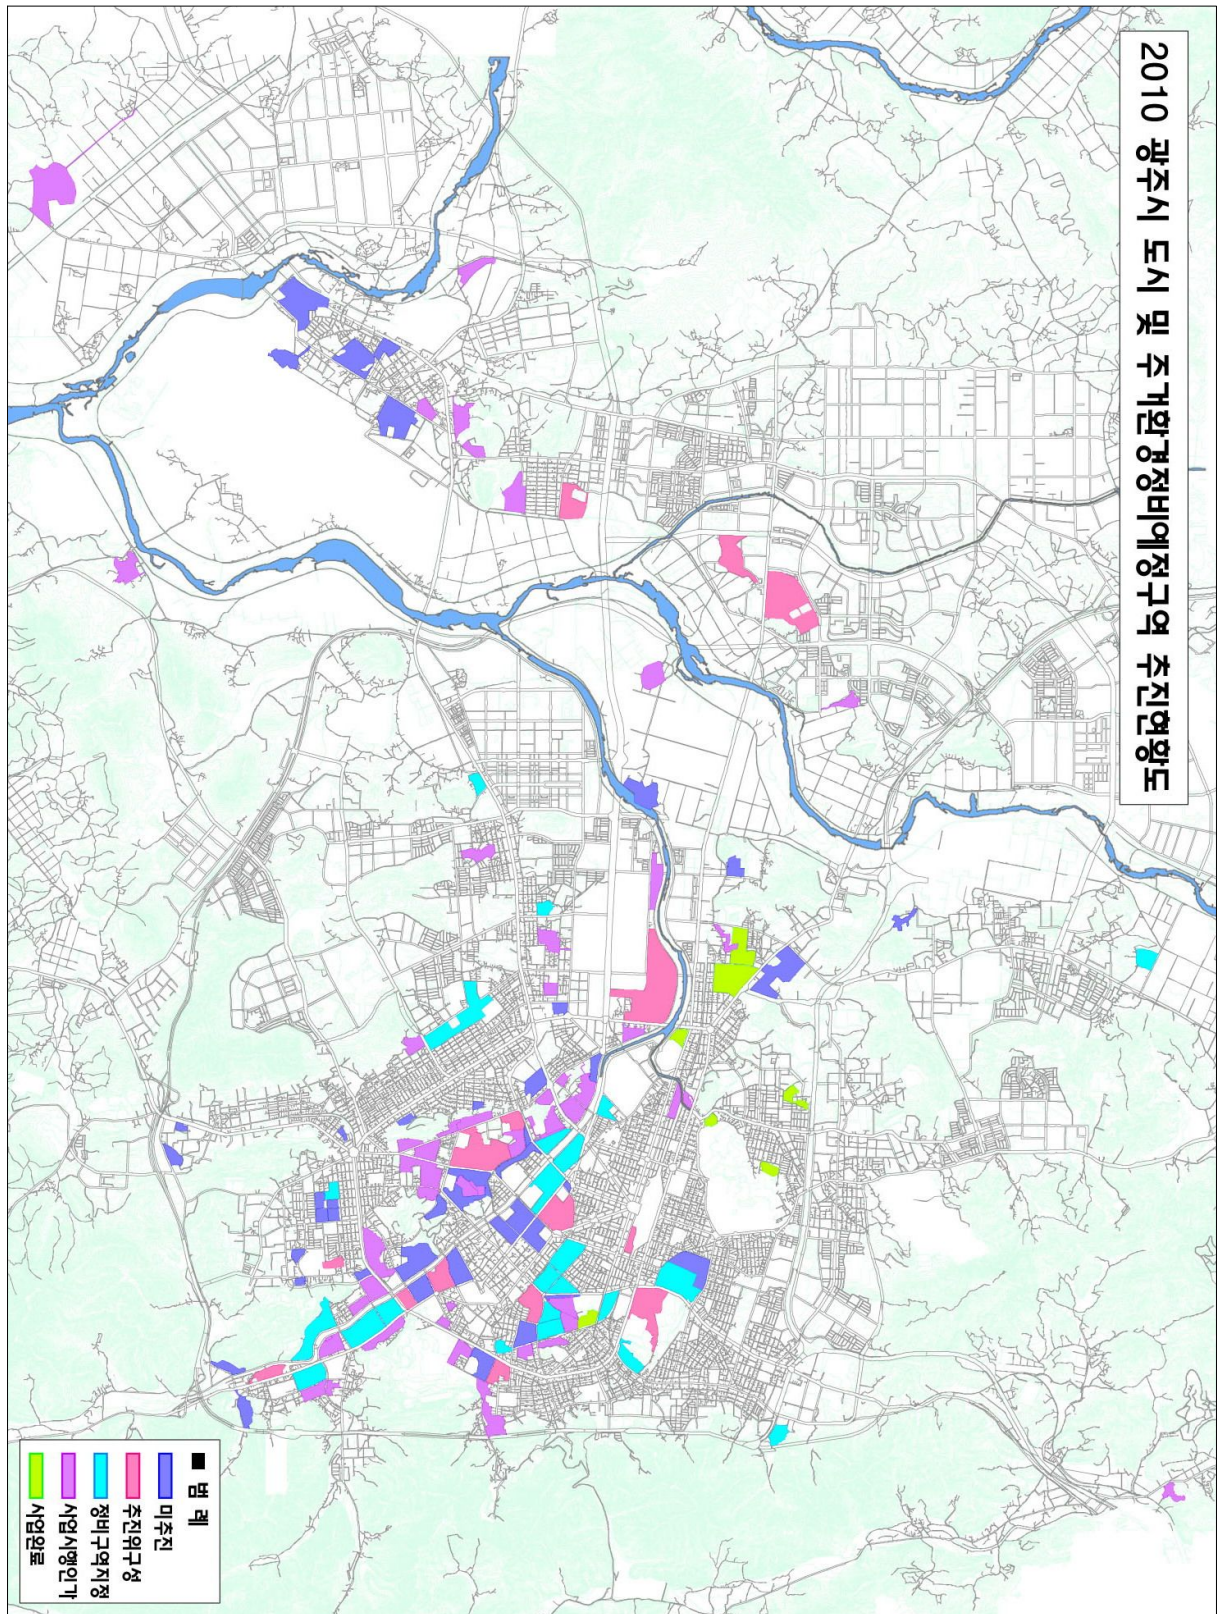 2010 광주시 도시 및 주거환경정비예정구역 추진현황도
■ 범 례
미추진
추진위구성
정비구역지정
사업시행인가
사업완료